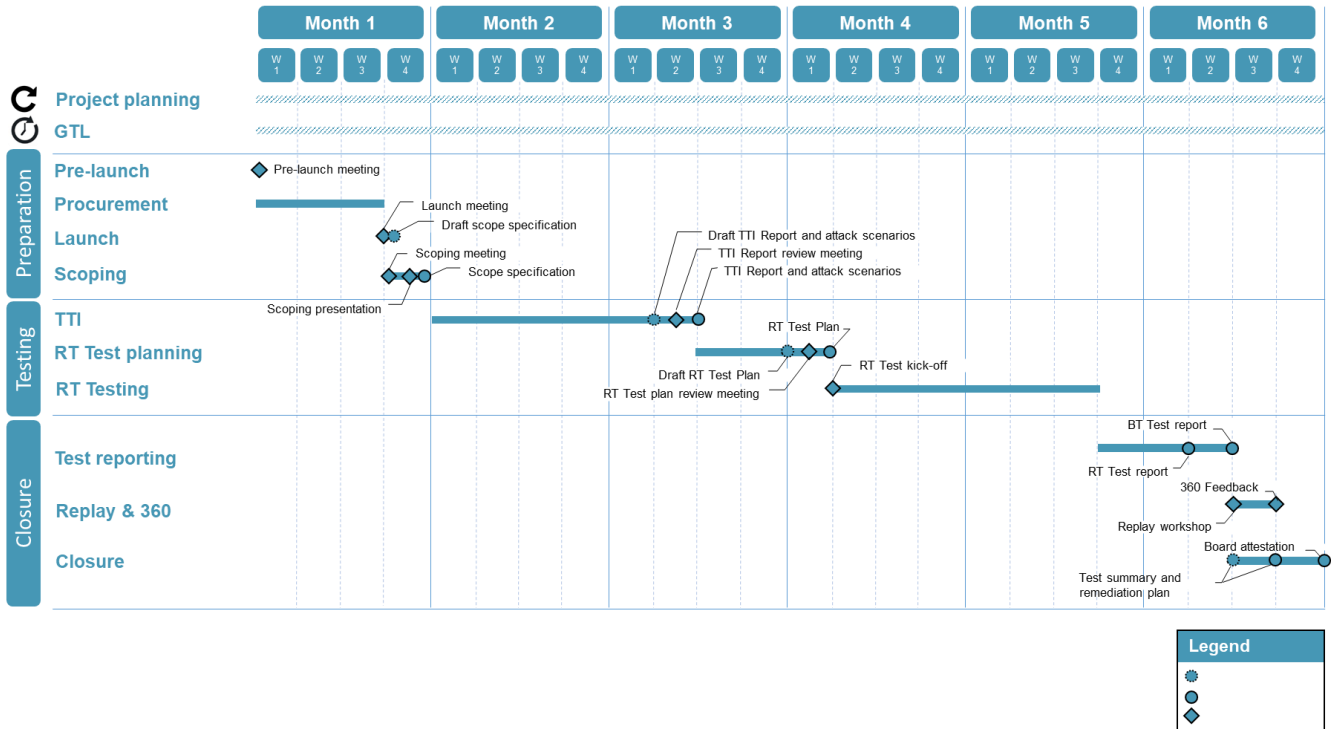 Month 1 Month 2 Month 3 Month 4 Month 5 Month 6
W 1 W 2 W 3 W 4 W 1 W 2 W 3 W 4 W 1 W 2 W 3 W 4 W 1 W 2 W 3 W 4 W 1 W 2 W 3 W 4 W 1 W 2 W 3 W 4
Project planning
GTL
Preparation
Pre-launch
Pre-launch meeting
Procurement
Launch meeting
Draft scope specification
Launch
Scoping meeting
Scoping
Scope specification
Scoping presentation
Draft TTI Report and attack scenarios
TTI Report review meeting
TTI Report and attack scenarios
Testing
TTI
RT Test Plan
RT Test planning
Draft RT Test Plan
RT Test kick-off
RT Testing
RT Test plan review meeting
Closure
BT Test report
Test reporting
RT Test report
360 Feedback
Replay & 360
Replay workshop
Board attestation
Closure
Test summary and
remediation plan
Legend